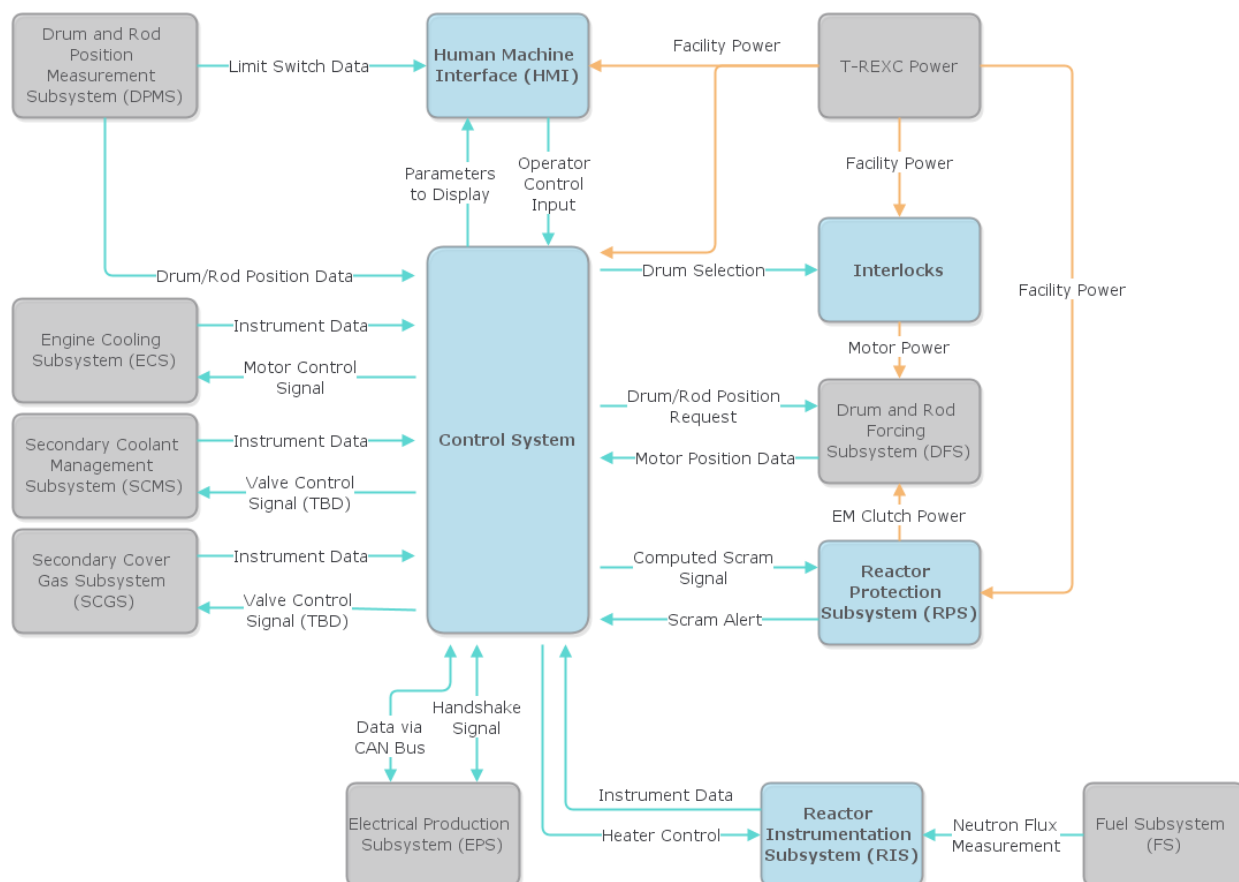 Drum and Rod
Position
Measurement
Subsystem (DPMS)
Limit Switch Data
Human Machine
Interface (HMI)
Facility Power
T-REXC Power
Parameters
to Display
Operator
Control
Input
Facility Power
Drum/Rod Position Data
Drum Selection
Interlocks
Facility Power
Engine Cooling
Subsystem (ECS)
Instrument Data
Motor Control
Signal
Motor Power
Control System
Drum/Rod Position
Request
Drum and Rod
Forcing
Subsystem (DFS)
Motor Position Data
Secondary Coolant
Management
Subsystem (SCMS)
Instrument Data
Valve Control
Signal (TBD)
EM Clutch Power
Secondary Cover
Gas Subsystem
(SCGS)
Instrument Data
Valve Control
Signal (TBD)
Computed Scram
Signal
Scram Alert
Reactor
Protection
Subsystem (RPS)
Data via
CAN Bus
Handshake
Signal
Electrical Production
Subsystem (EPS)
Instrument Data
Heater Control
Reactor
Instrumentation
Subsystem (RIS)
Neutron Flux
Measurement
Fuel Subsystem
(FS)